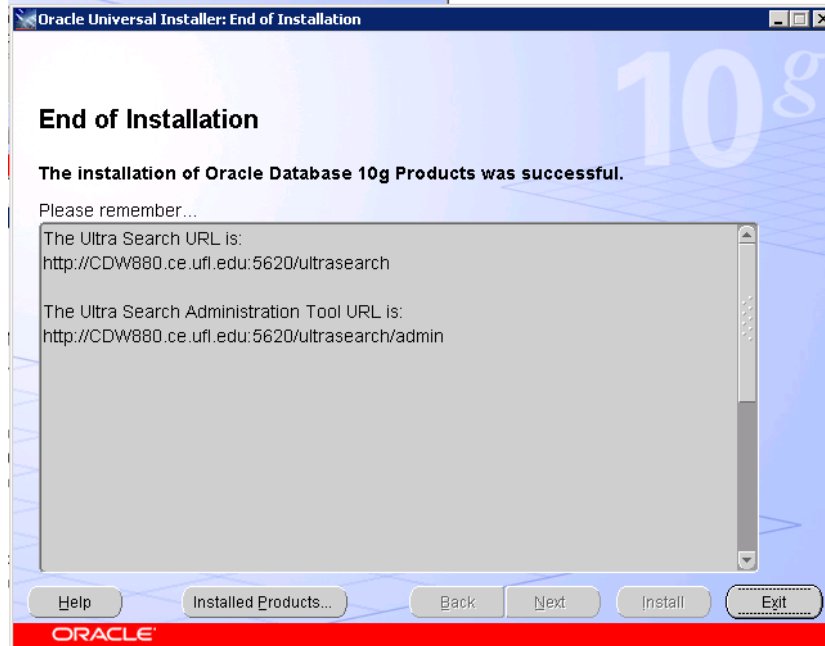 Oracle Universal Installer: End of Installation
10g
End of Installation
The installation of Oracle Database 10g Products was successful.
Please remember...
The Ultra Search URL is:
http://CDW880.ce.ufl.edu:5620/ultrasearch
The Ultra Search Administration Tool URL is:
http://CDW880.ce.ufl.edu:5620/ultrasearch/admin
Help Installed Products... Back Next Install Exit
ORACLE